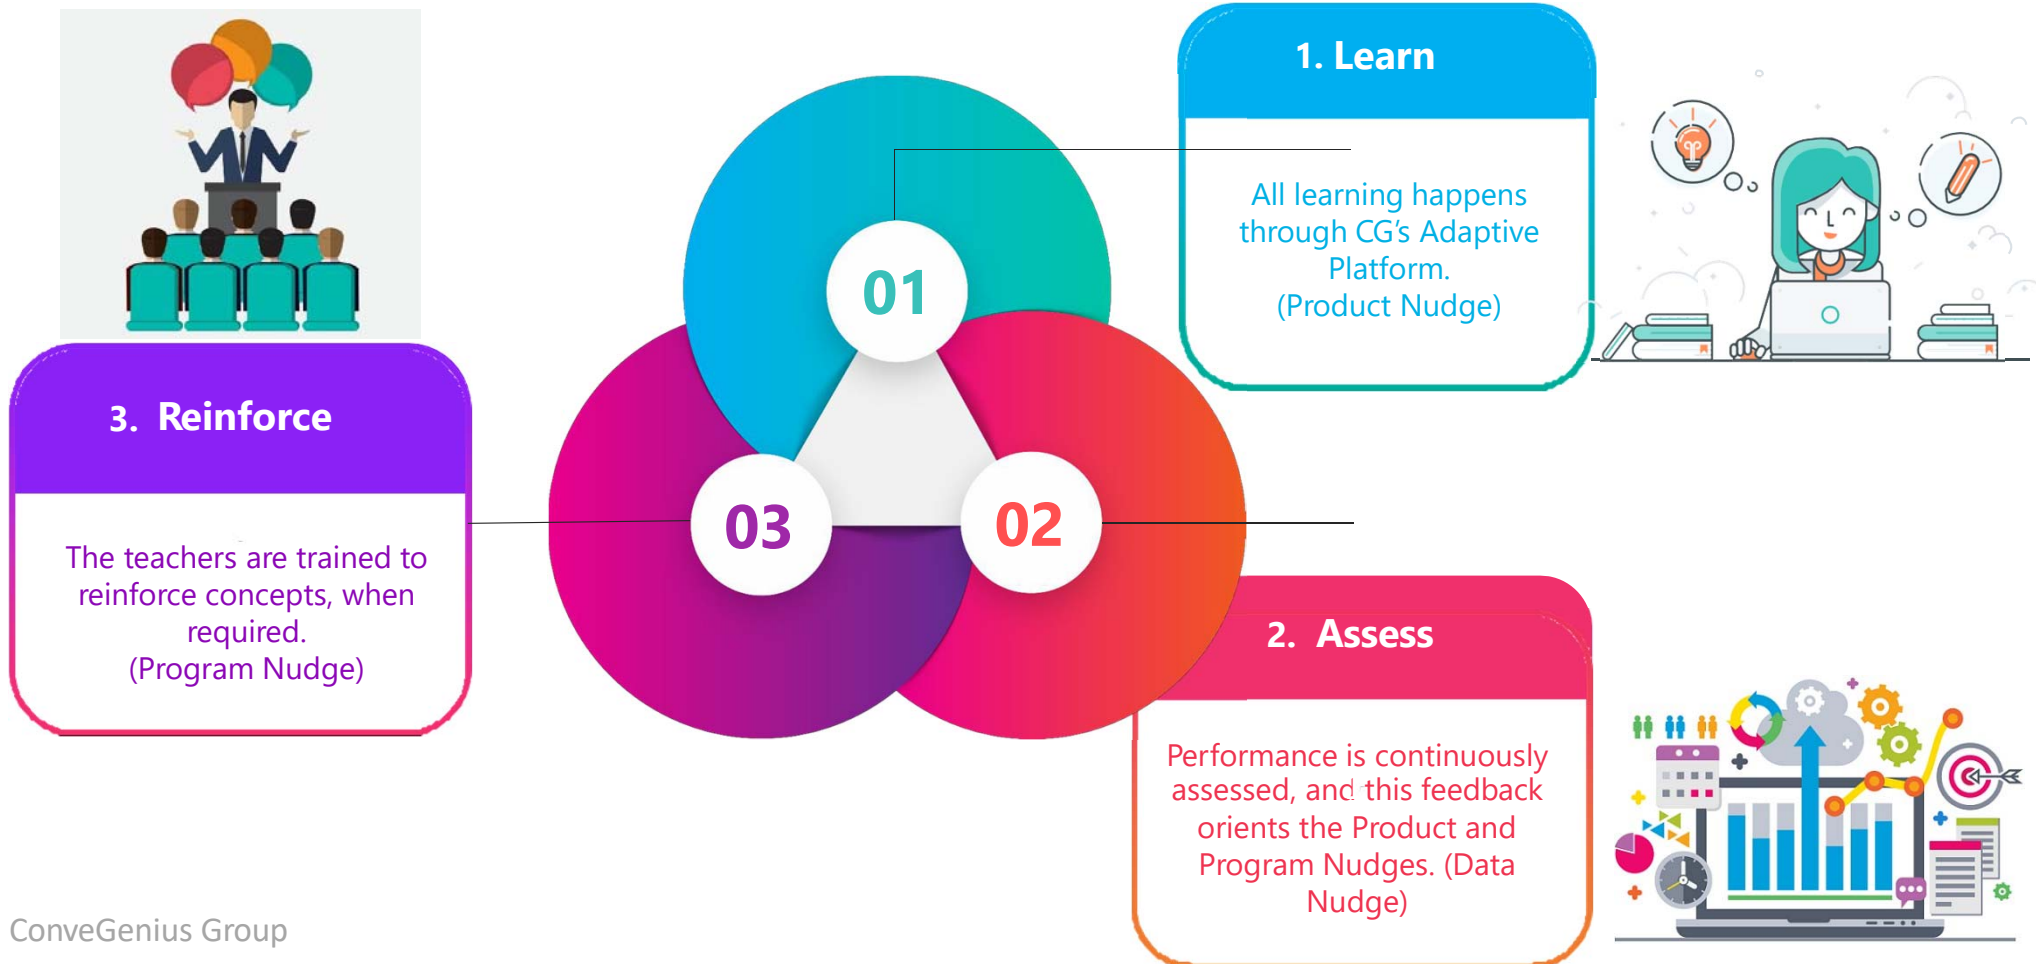 1. Learn
All learning happens
through CG’s Adaptive
Platform.
(Product Nudge)
01
02
03
2. Assess
Performance is continuously
assessed, and this feedback
orients the Product and
Program Nudges. (Data
Nudge)
3. Reinforce
The teachers are trained to
reinforce concepts, when
required.
(Program Nudge)
ConveGenius Group